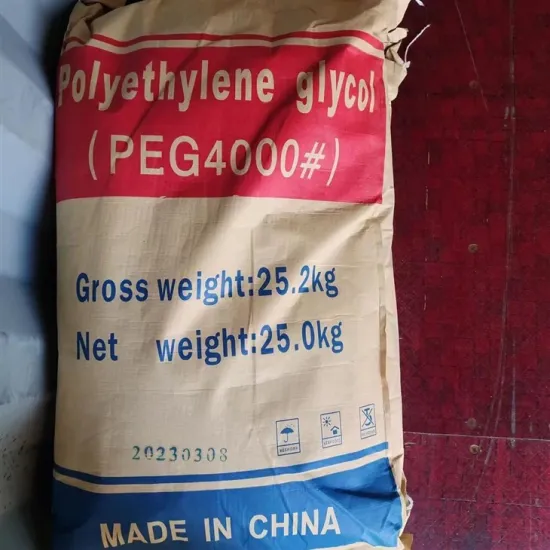 Polyethylene glycol
(PEG4000#)
Gross weight:25.2kg
Net weight:25.0kg
20230308
MADE IN CHINA